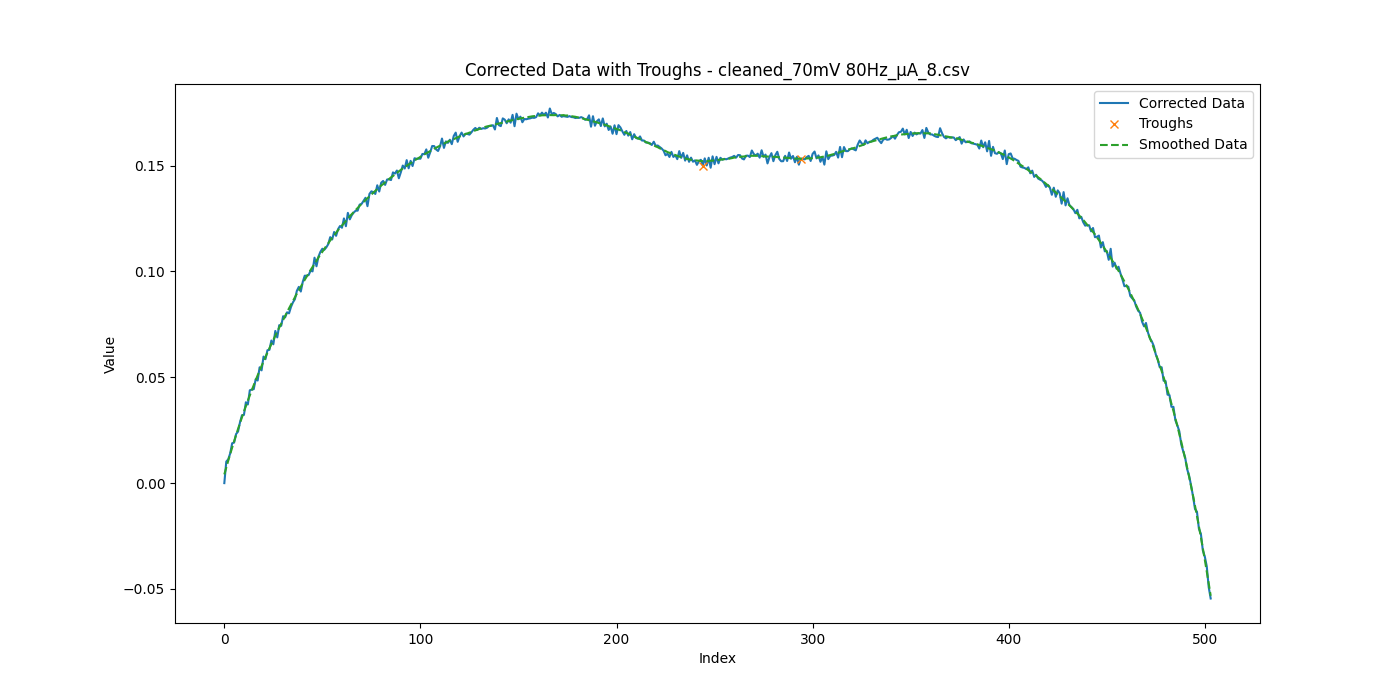 Corrected Data with Troughs - cleaned_70mV 80Hz_µA_8.csv
Corrected Data
Troughs
Smoothed Data
Value
0.15
0.10
0.05
0.00
−0.05
0 100 200 300 400 500
Index